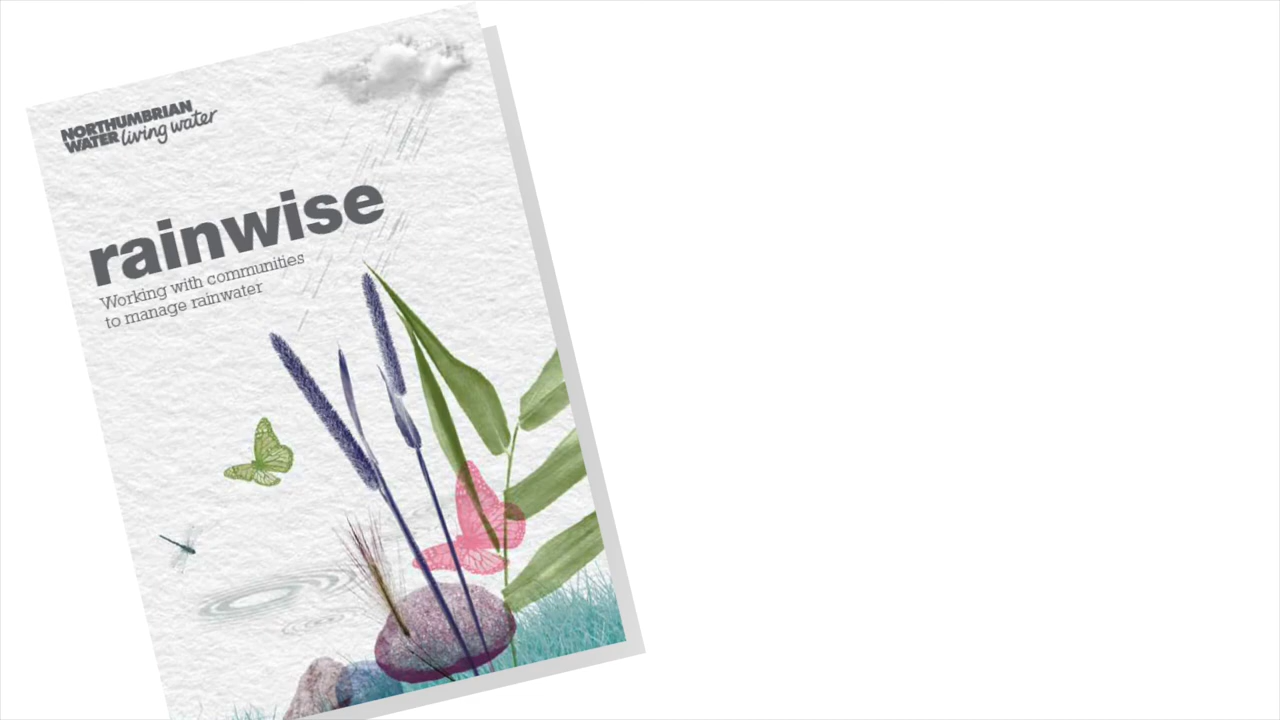 NORTHUMBRIAN
WATER living water
rainwise
Working with communities
to manage rainwater